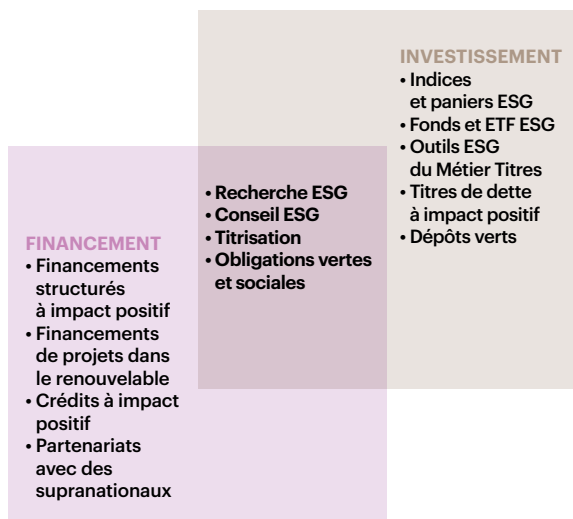 INVESTISSEMENT
• Indices
et paniers ESG
• Fonds et ETF ESG
• Outils ESG
du Métier Titres
• Titres de dette
à impact positif
• Dépôts verts
• Recherche ESG
• Conseil ESG
• Titrisation
• Obligations vertes
et sociales
FINANCEMENT
• Financements
structurés
à impact positif
• Financements
de projets dans
le renouvelable
• Crédits à impact
positif
• Partenariats
avec des
supranationaux